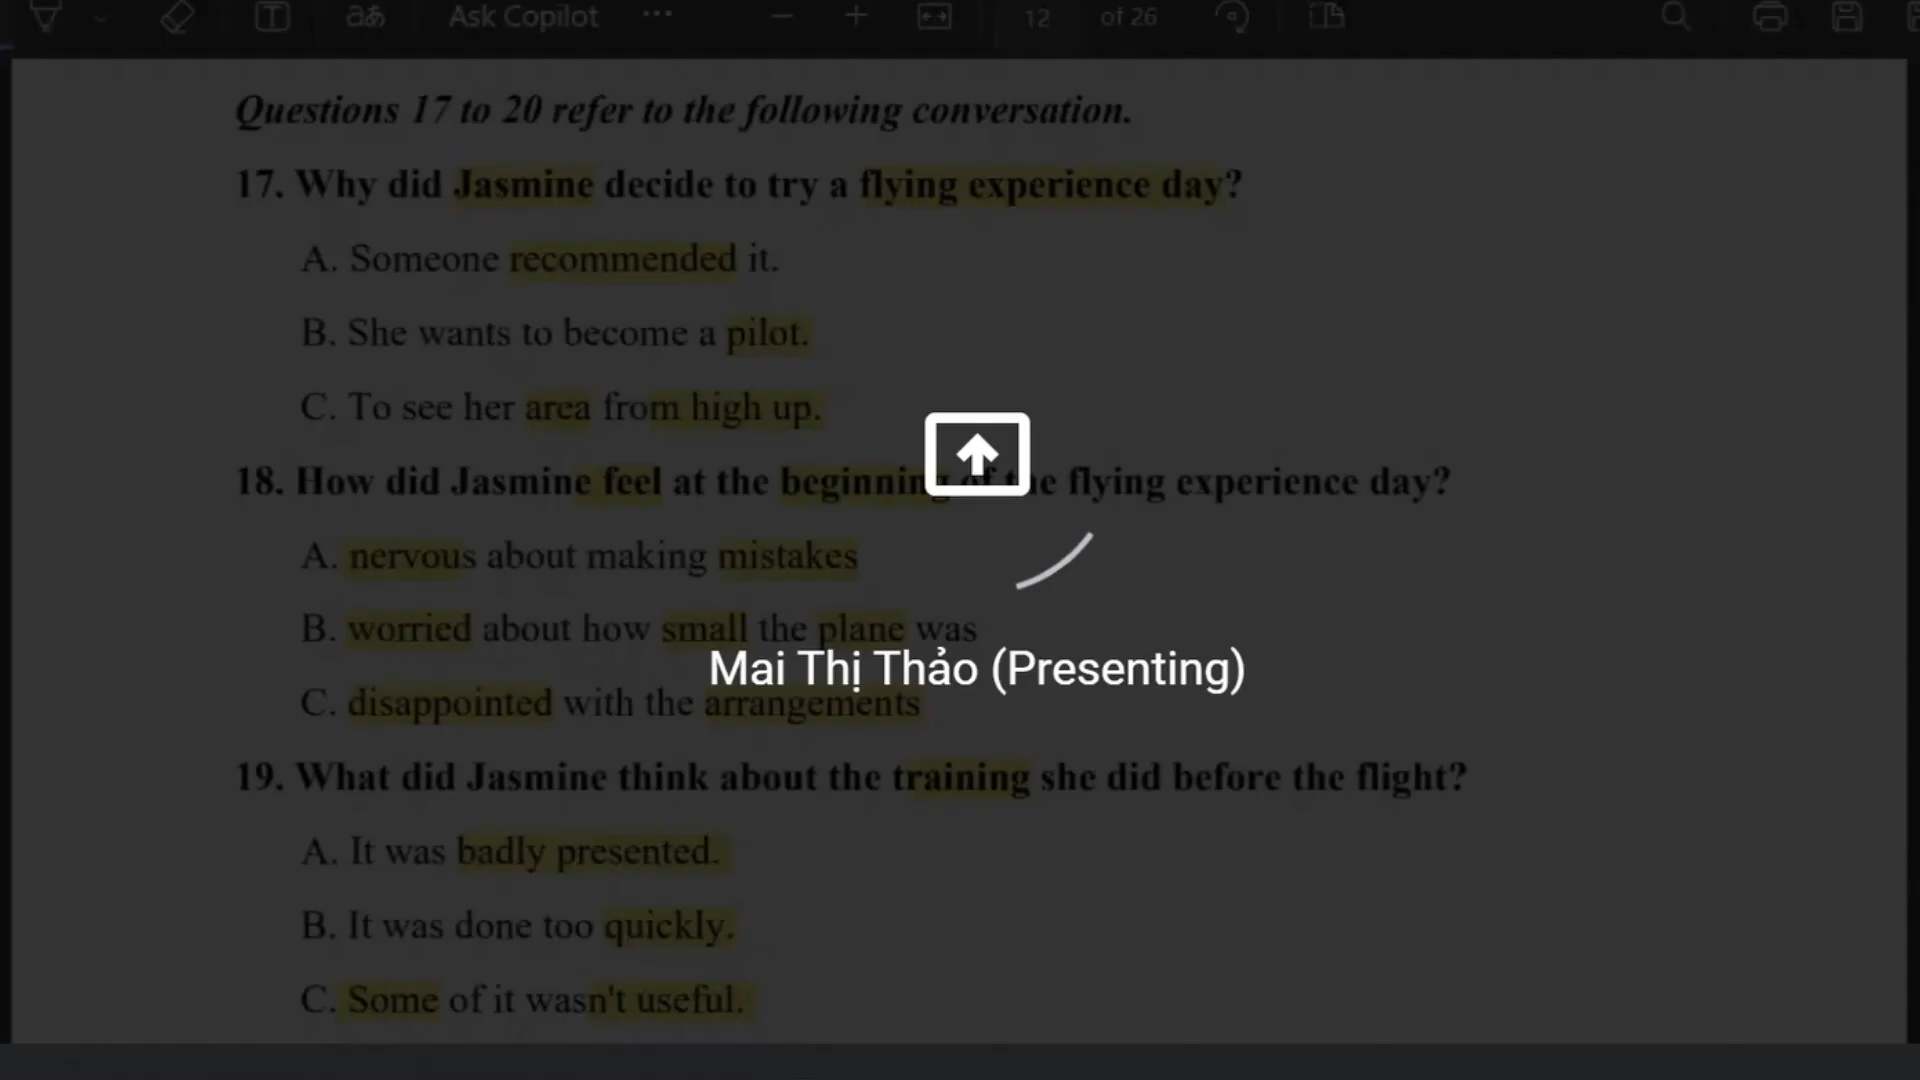 Ask Copilot
12 of 26
Questions 17 to 20 refer to the following conversation.
17. Why did Jasmine decide to try a flying experience day?
A. Someone recommended it.
B. She wants to become a pilot.
C. To see her area from high up.
18. How did Jasmine feel at the beginning of the flying experience day?
A. nervous about making mistakes
B. worried about how small the plane was
Mai Thị Thảo (Presenting)
C. disappointed with the arrangements
19. What did Jasmine think about the training she did before the flight?
A. It was badly presented.
B. It was done too quickly.
C. Some of it wasn't useful.